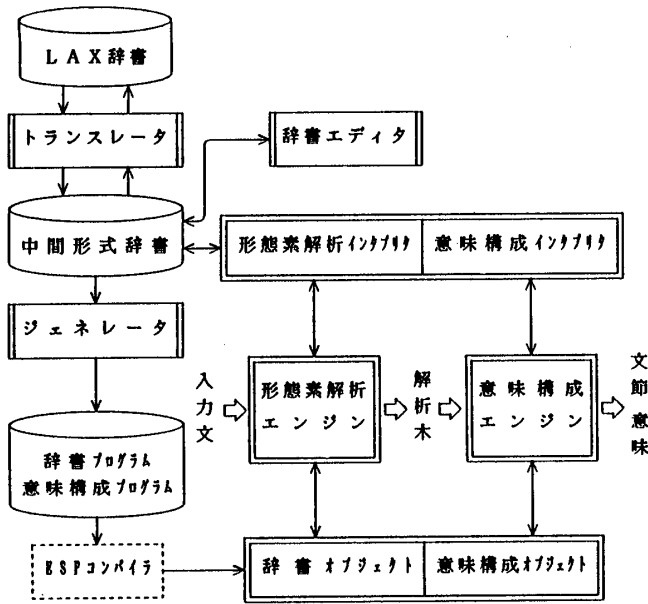 LAX辞書
トランスレータ
辞書エディタ
中間形式辞書
形態素解析インタプリタ
意味構成インタプリタ
ジェネレータ
入力文
形態素解析
エンジン
解析木
意味構成
エンジン
文節意味
辞書プログラム
意味構成プログラム
ESPコンパイラ
辞書オブジェクト
意味構成オブジェクト